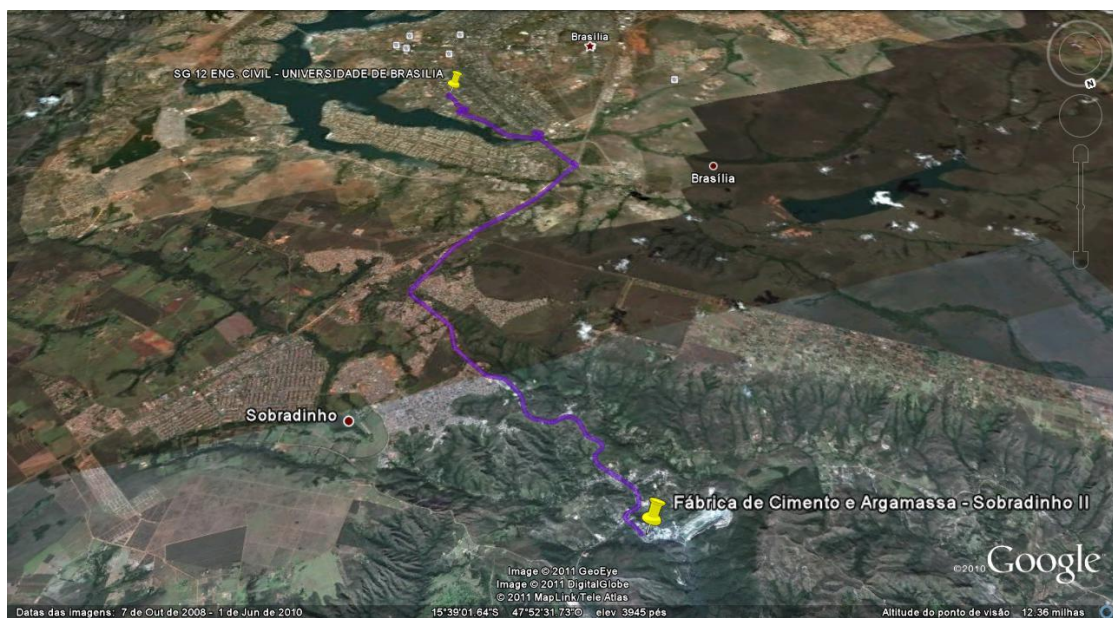 Brasília
SG 12 ENG. CIVIL - UNIVERSIDADE DE BRASILIA
N
Brasília
Sobradinho
Fábrica de Cimento e Argamassa - Sobradinho II
©2010 Google
Image © 2011 GeoEye
Image © 2011 DigitalGlobe
© 2011 MapLink/Tele Atlas
Datas das imagens: 7 de Out de 2008 - 1 de Jun de 2010 15°39'01.64"S 47°52'31.73"O elev 3945 pés Altitude do ponto de visão 12.36 milhas